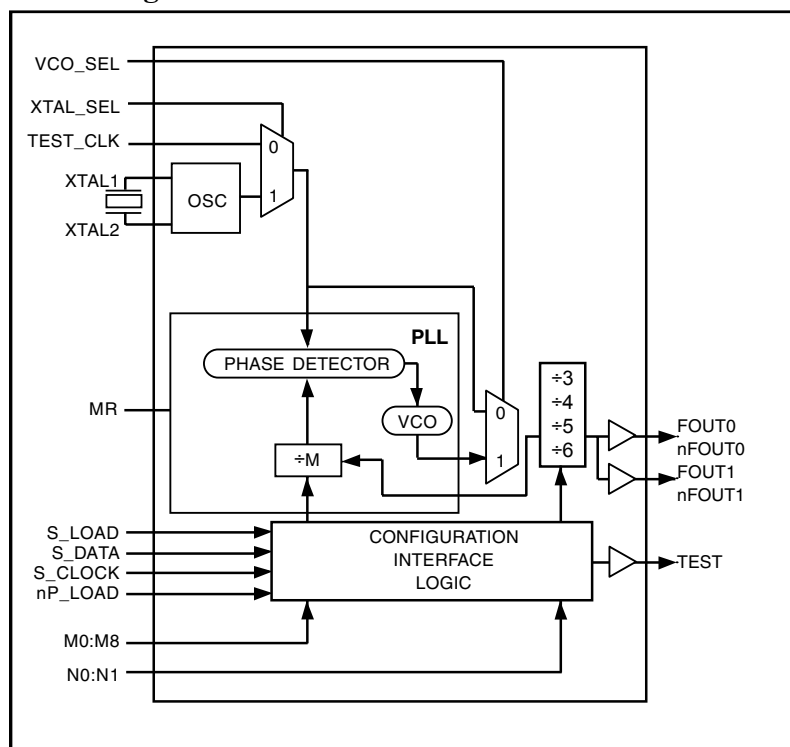 VCO_SEL
XTAL_SEL
TEST_CLK
0
XTAL1
OSC
1
XTAL2
PLL
PHASE DETECTOR
÷3
÷4
÷5
÷6
MR
VCO
0
1
FOUT0
nFOUT0
FOUT1
nFOUT1
÷M
S_LOAD
S_DATA
S_CLOCK
nP_LOAD
CONFIGURATION
INTERFACE
LOGIC
TEST
M0:M8
N0:N1